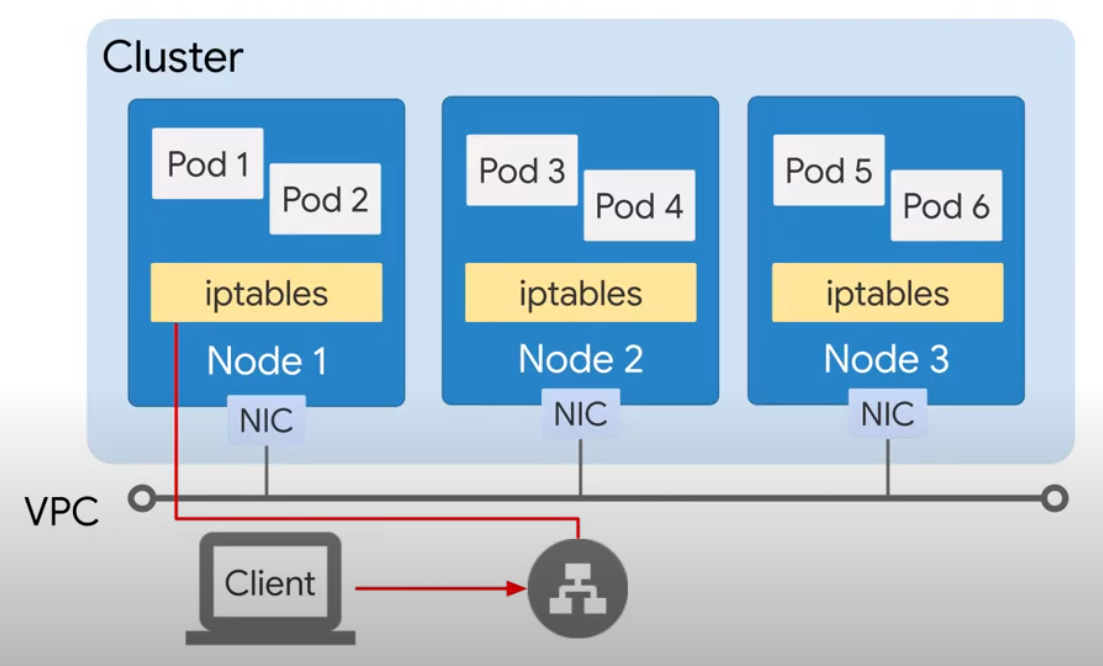 Cluster
Pod 1
Pod 2
iptables
Node 1
NIC
Pod 3
Pod 4
iptables
Node 2
NIC
Pod 5
Pod 6
iptables
Node 3
NIC
VPC
Client